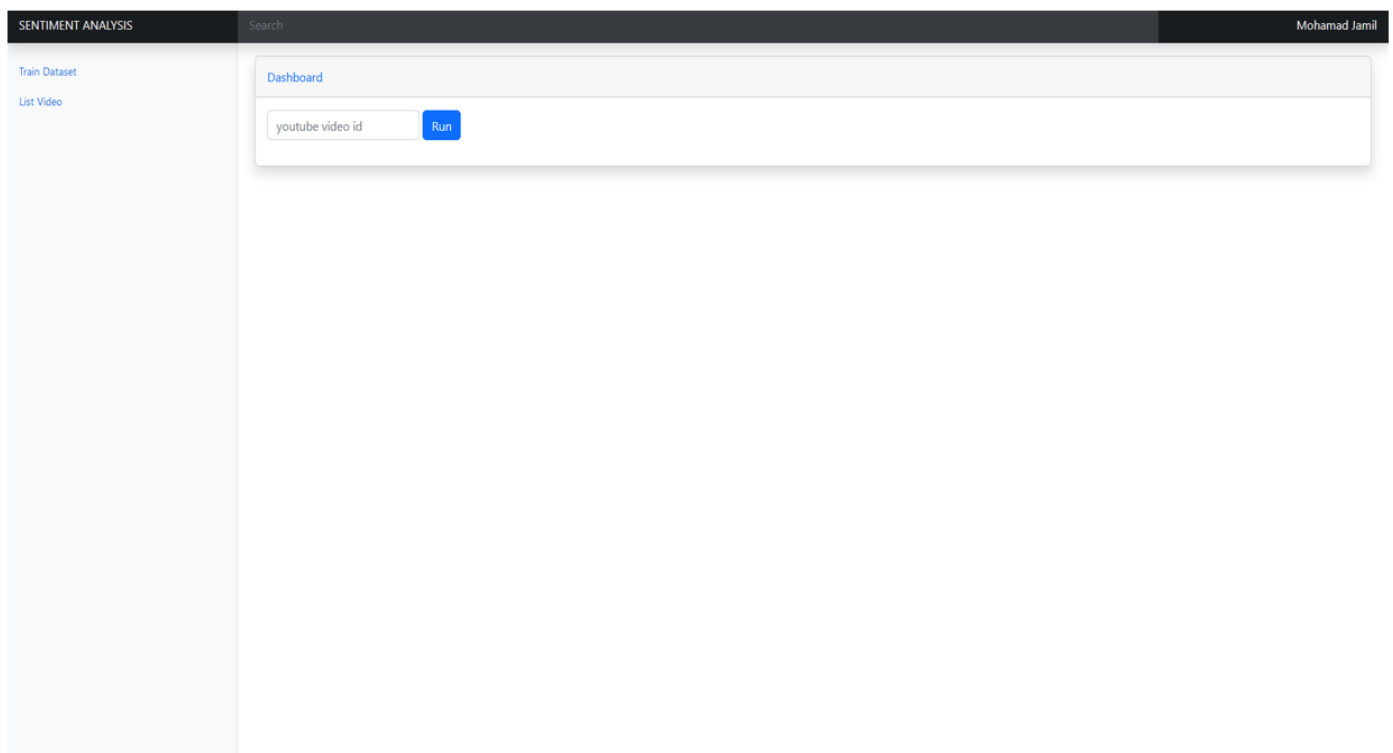 SENTIMENT ANALYSIS
Search
Mohamad Jamil
Train Dataset
List Video
Dashboard
youtube video id
Run